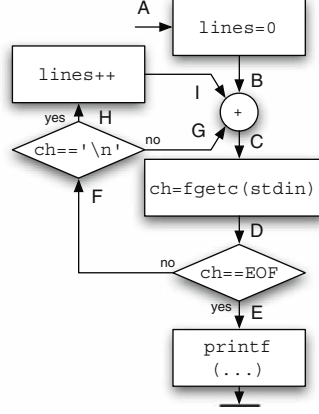 A
lines=0
lines++
B
I
+
yes
H
G
C
ch=='\n'
no
ch=fgetc(stdin)
F
D
no
ch==EOF
yes
E
printf
(...)